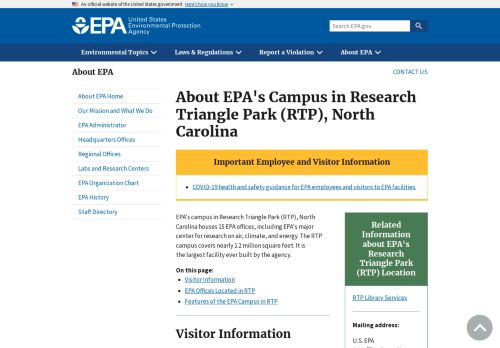 An official website of the United States government Here's how you know
EPA United States
Environmental Protection
Agency
Search EPA.gov
Environmental Topics Laws & Regulations Report a Violation About EPA
About EPA
CONTACT US
About EPA Home
Our Mission and What We Do
EPA Administrator
Headquarters Offices
Regional Offices
Labs and Research Centers
EPA Organization Chart
EPA History
Staff Directory
About EPA's Campus in Research
Triangle Park (RTP), North
Carolina
Important Employee and Visitor Information
COVID-19 health and safety guidance for EPA employees and visitors to EPA facilities.
EPA's campus in Research Triangle Park (RTP), North
Carolina houses 15 EPA offices, including EPA's major
center for research on air, climate, and energy. The RTP
campus covers nearly 1.2 million square feet. It is
the largest facility ever built by the agency.
On this page:
Visitor Information
EPA Offices Located in RTP
Features of the EPA Campus in RTP
Visitor Information
Related
Information
about EPA's
Research
Triangle Park
(RTP) Location
RTP Library Services
Mailing address:
U.S. EPA